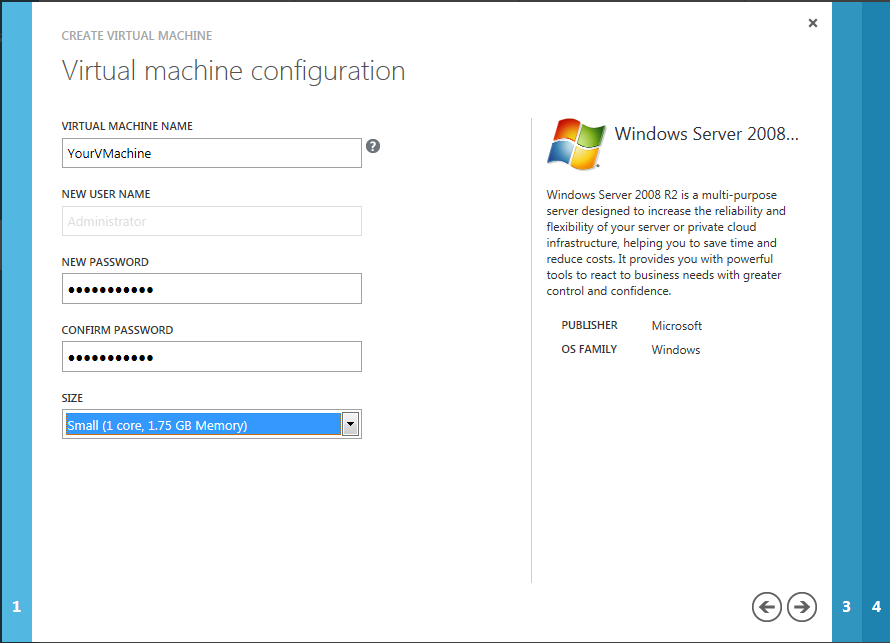 CREATE VIRTUAL MACHINE
Virtual machine configuration
VIRTUAL MACHINE NAME
YourVMachine
?
NEW USER NAME
Administrator
NEW PASSWORD
●●●●●●●●●●●
CONFIRM PASSWORD
●●●●●●●●●●●
SIZE
Small (1 core, 1.75 GB Memory)
Windows Server 2008...
Windows Server 2008 R2 is a multi-purpose
server designed to increase the reliability and
flexibility of your server or private cloud
infrastructure, helping you to save time and
reduce costs. It provides you with powerful
tools to react to business needs with greater
control and confidence.
PUBLISHER Microsoft
OS FAMILY Windows
1
3
4